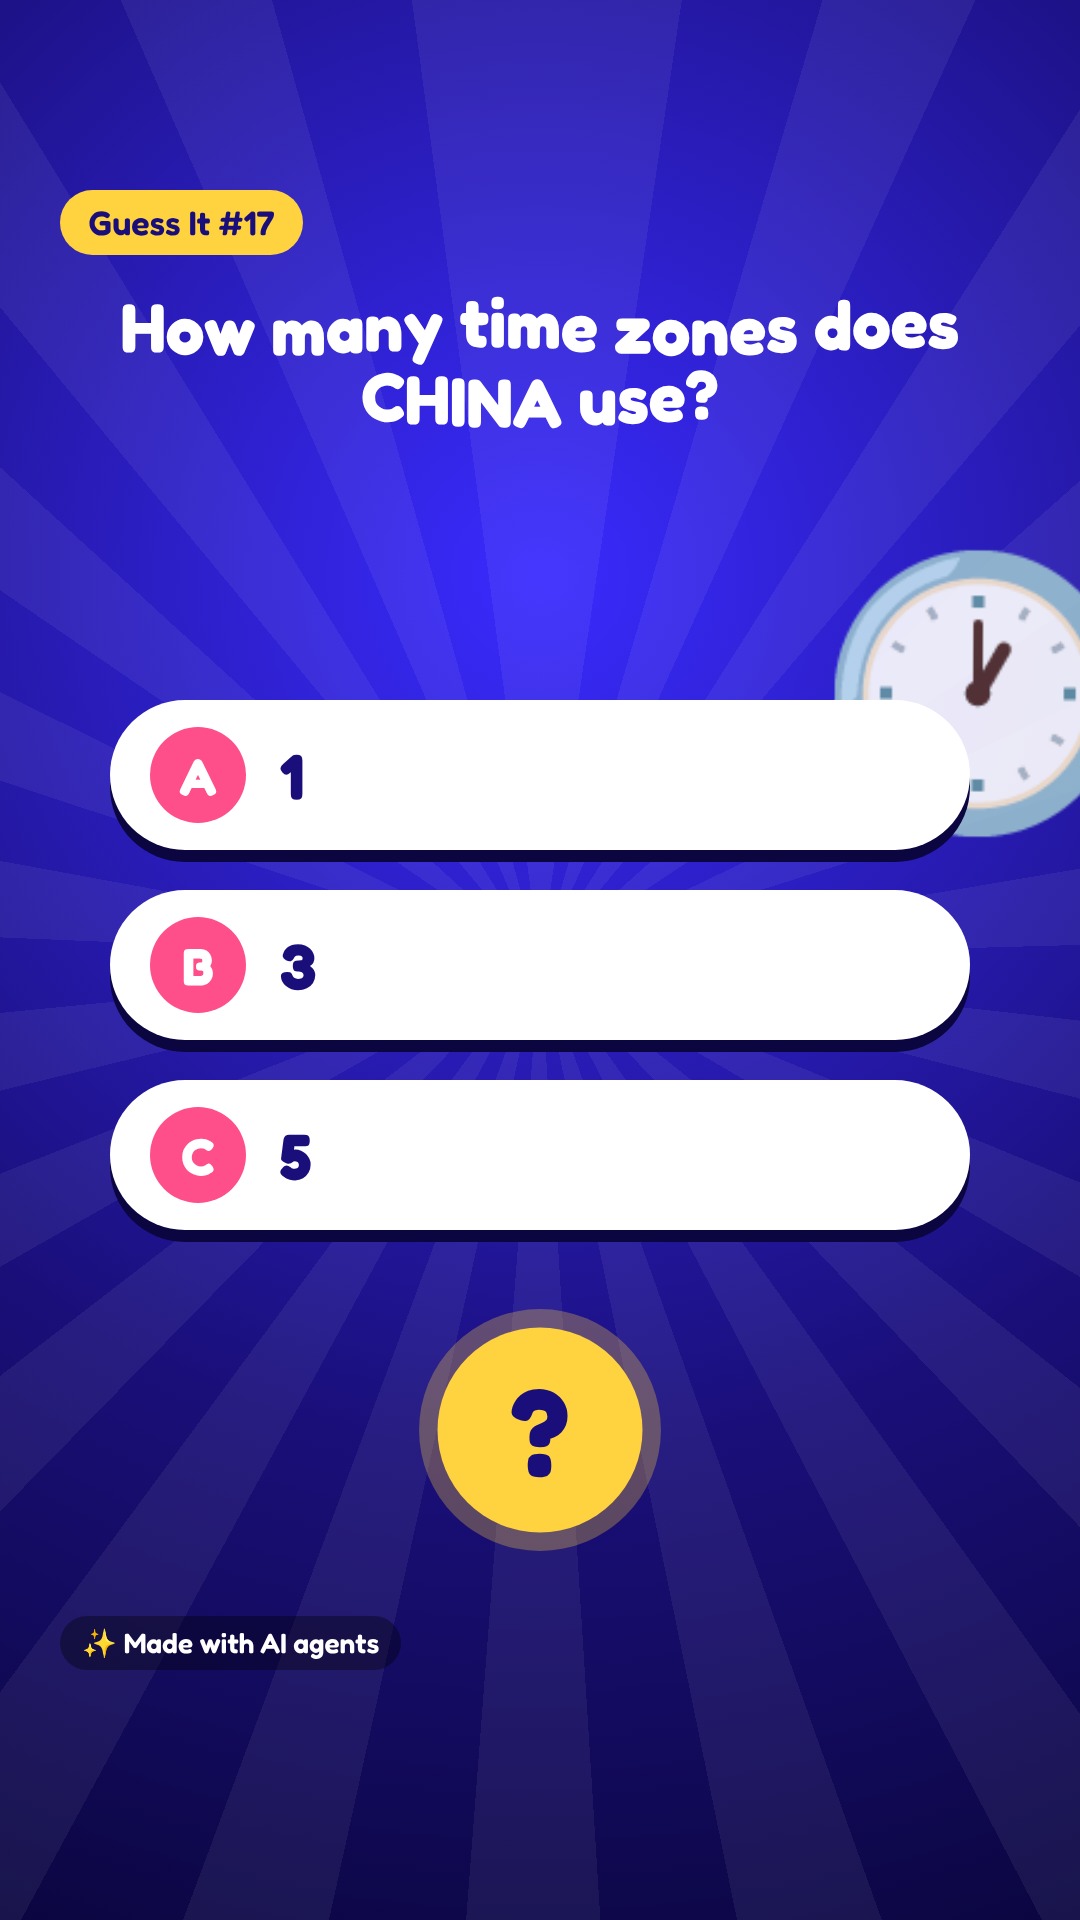 Guess It #17
How many time zones does
CHINA use?
A 1
B 3
C 5
?
✨ Made with AI agents